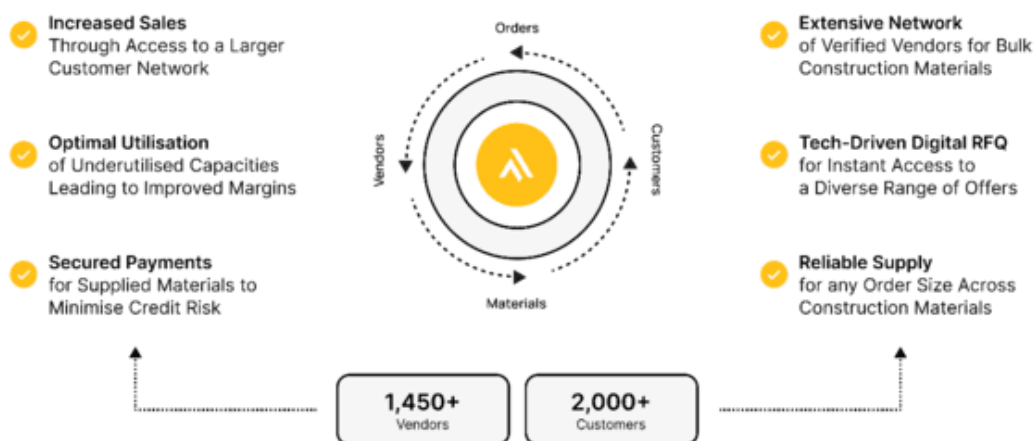 Increased Sales
Through Access to a Larger
Customer Network
Optimal Utilisation
of Underutilised Capacities
Leading to Improved Margins
Secured Payments
for Supplied Materials to
Minimise Credit Risk
Orders
Vendors
Customers
Materials
Extensive Network
of Verified Vendors for Bulk
Construction Materials
Tech-Driven Digital RFQ
for Instant Access to
a Diverse Range of Offers
Reliable Supply
for any Order Size Across
Construction Materials
1,450+
Vendors
2,000+
Customers